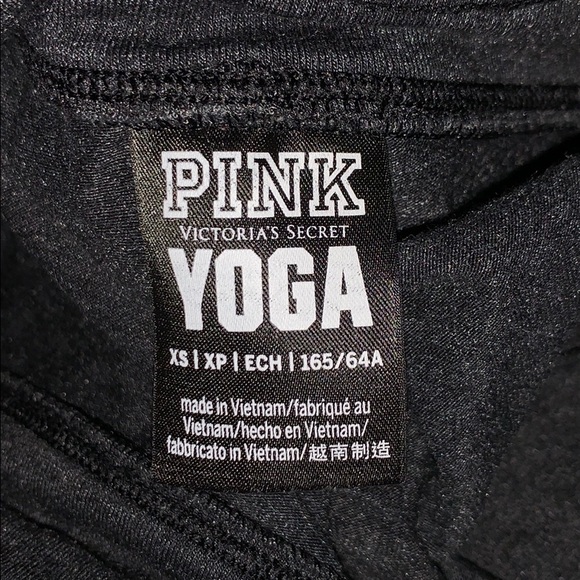 PINK
VICTORIA'S SECRET
YOGA
XS | XP | ECH | 165/64A
made in Vietnam/fabriqué au
Vietnam/hecho en Vietnam/
fabbricato in Vietnam/越南制造